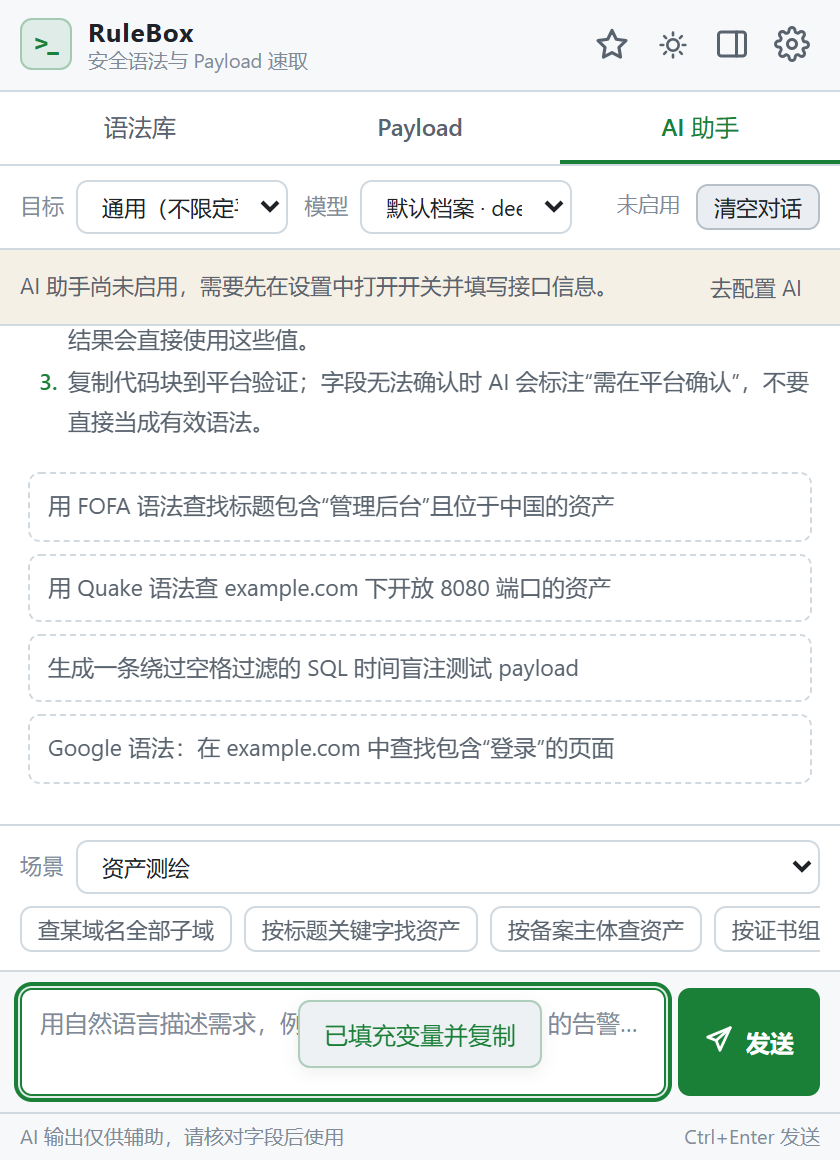 >_
RuleBox
安全语法与 Payload 速取
语法库
Payload
AI 助手
目标
通用（不限定
模型
默认档案 · dee
未启用
清空对话
AI 助手尚未启用，需要先在设置中打开开关并填写接口信息。
去配置 AI
结果会直接使用这些值。
3. 复制代码块到平台验证；字段无法确认时 AI 会标注“需在平台确认”，不要
直接当成有效语法。
用 FOFA 语法查找标题包含“管理后台”且位于中国的资产
用 Quake 语法查 example.com 下开放 8080 端口的资产
生成一条绕过空格过滤的 SQL 时间盲注测试 payload
Google 语法：在 example.com 中查找包含“登录”的页面
场景
资产测绘
查某域名全部子域
按标题关键字找资产
按备案主体查资产
按证书组
用自然语言描述需求，例
已填充变量并复制
的告警...
发送
AI 输出仅供辅助，请核对字段后使用
Ctrl+Enter 发送